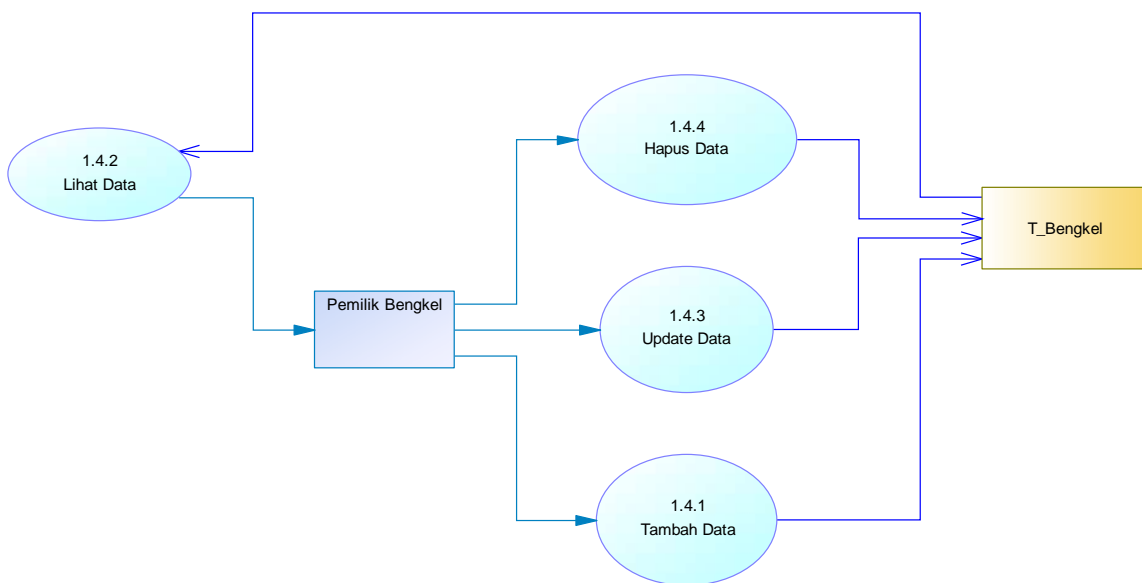 1.4.4
Hapus Data
1.4.2
Lihat Data
T_Bengkel
Pemilik Bengkel
1.4.3
Update Data
1.4.1
Tambah Data